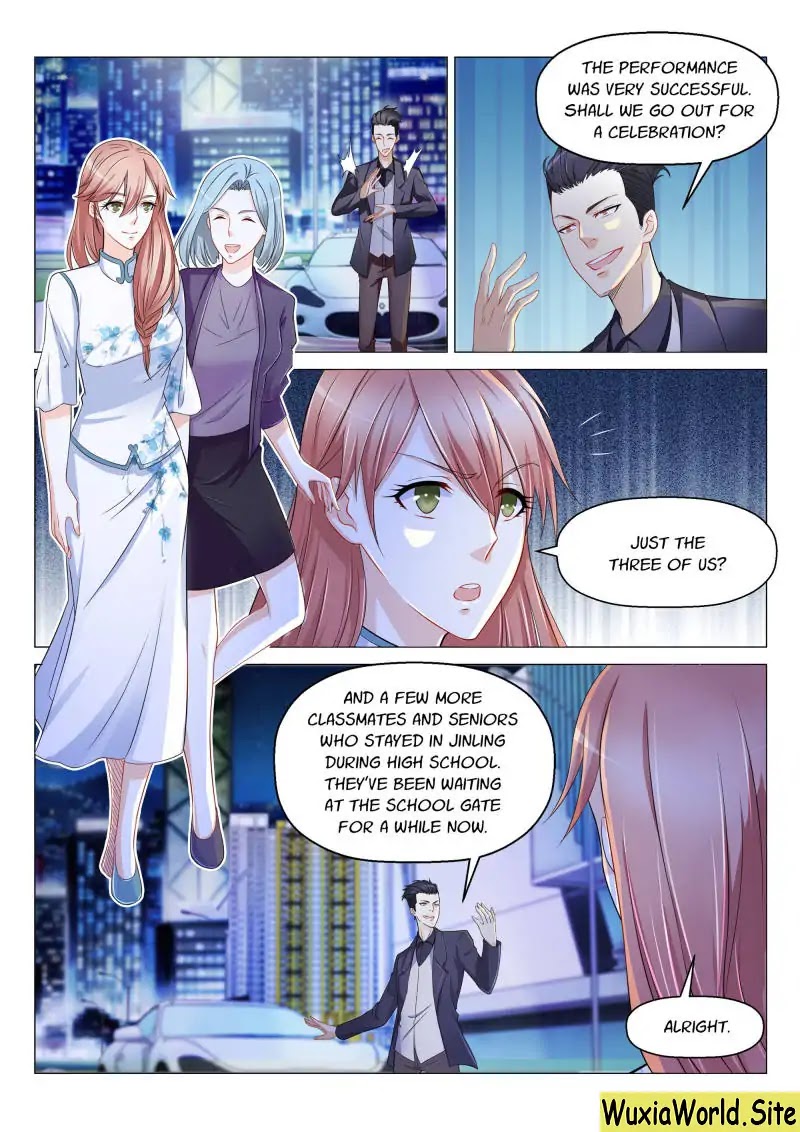 THE PERFORMANCE
WAS VERY SUCCESSFUL.
SHALL WE GO OUT FOR
A CELEBRATION?
JUST THE
THREE OF US?
AND A FEW MORE
CLASSMATES AND SENIORS
WHO STAYED IN JINLING
DURING HIGH SCHOOL.
THEY'VE BEEN WAITING
AT THE SCHOOL GATE
FOR A WHILE NOW.
ALRIGHT.
WuxiaWorld.Site